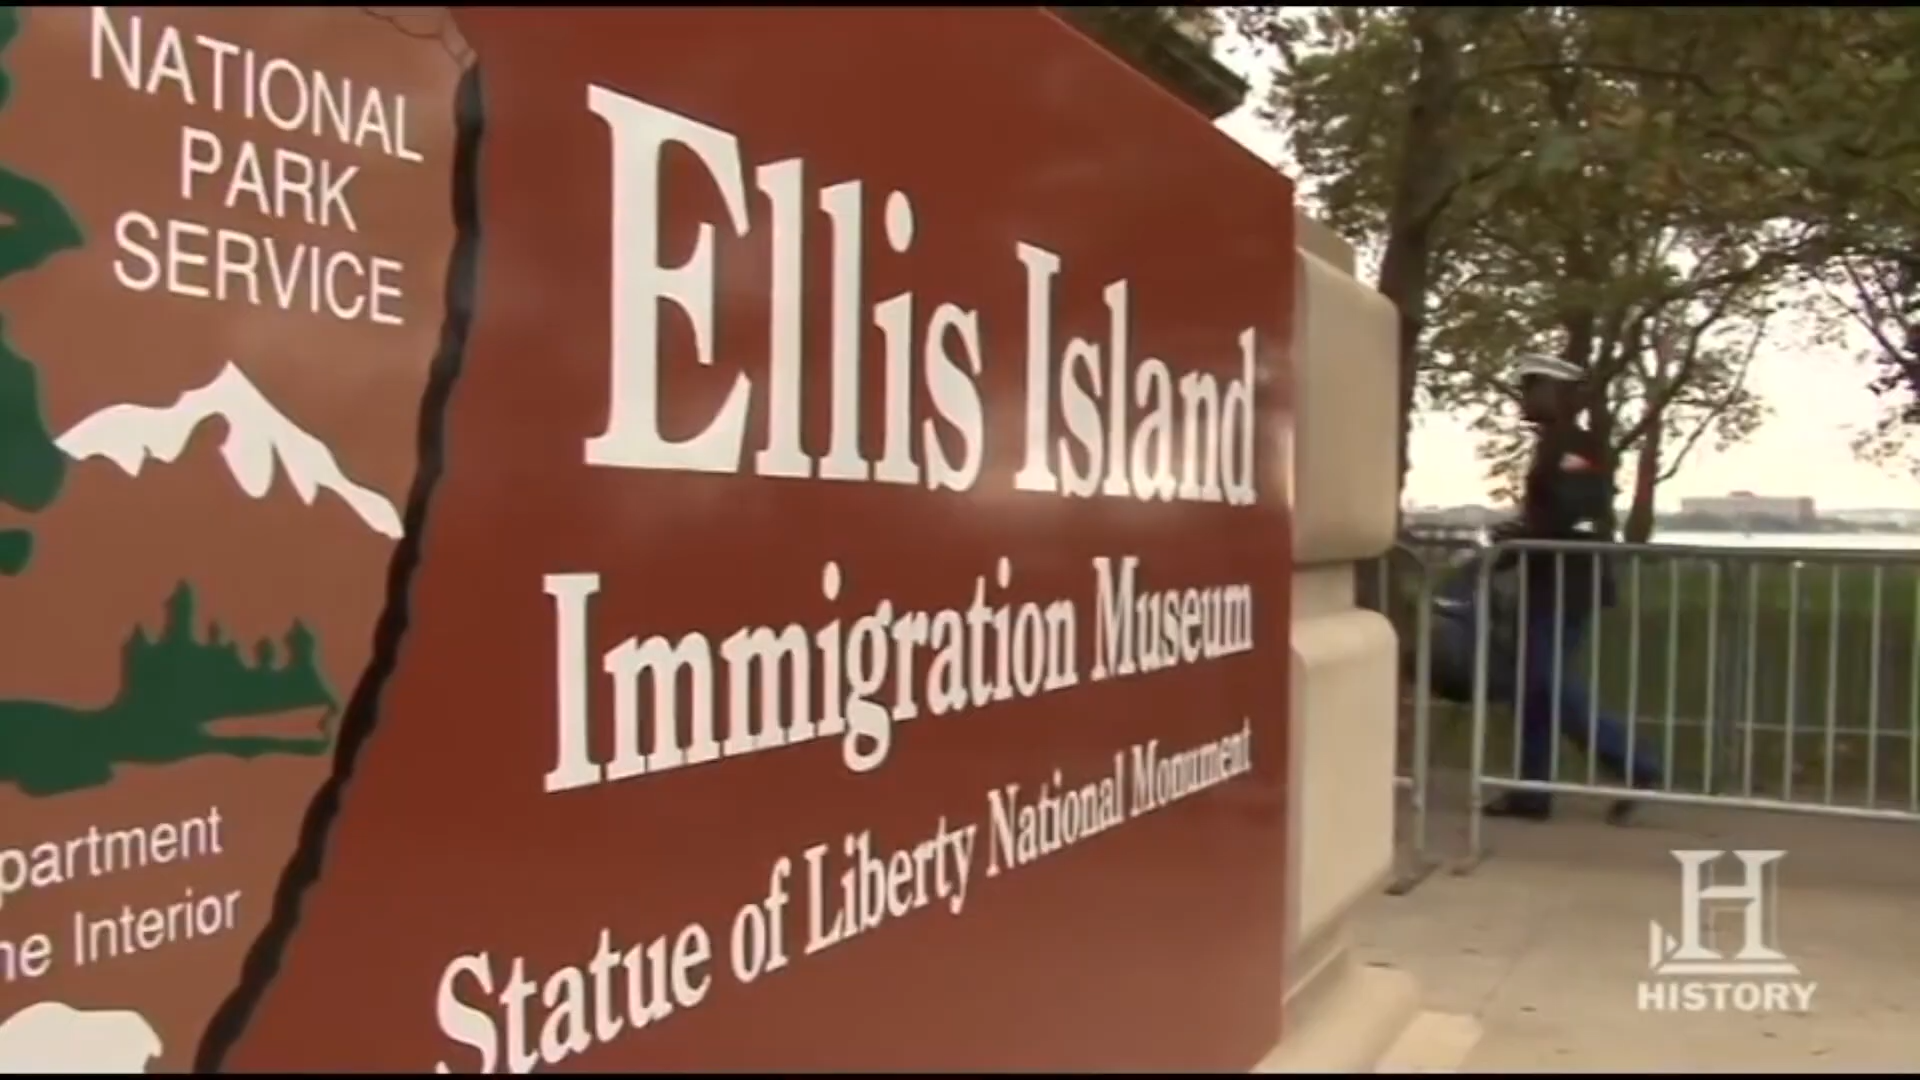 NATIONAL
PARK
SERVICE
partment
he Interior
Ellis Island
Immigration Museum
Statue of Liberty National Monument
H
HISTORY